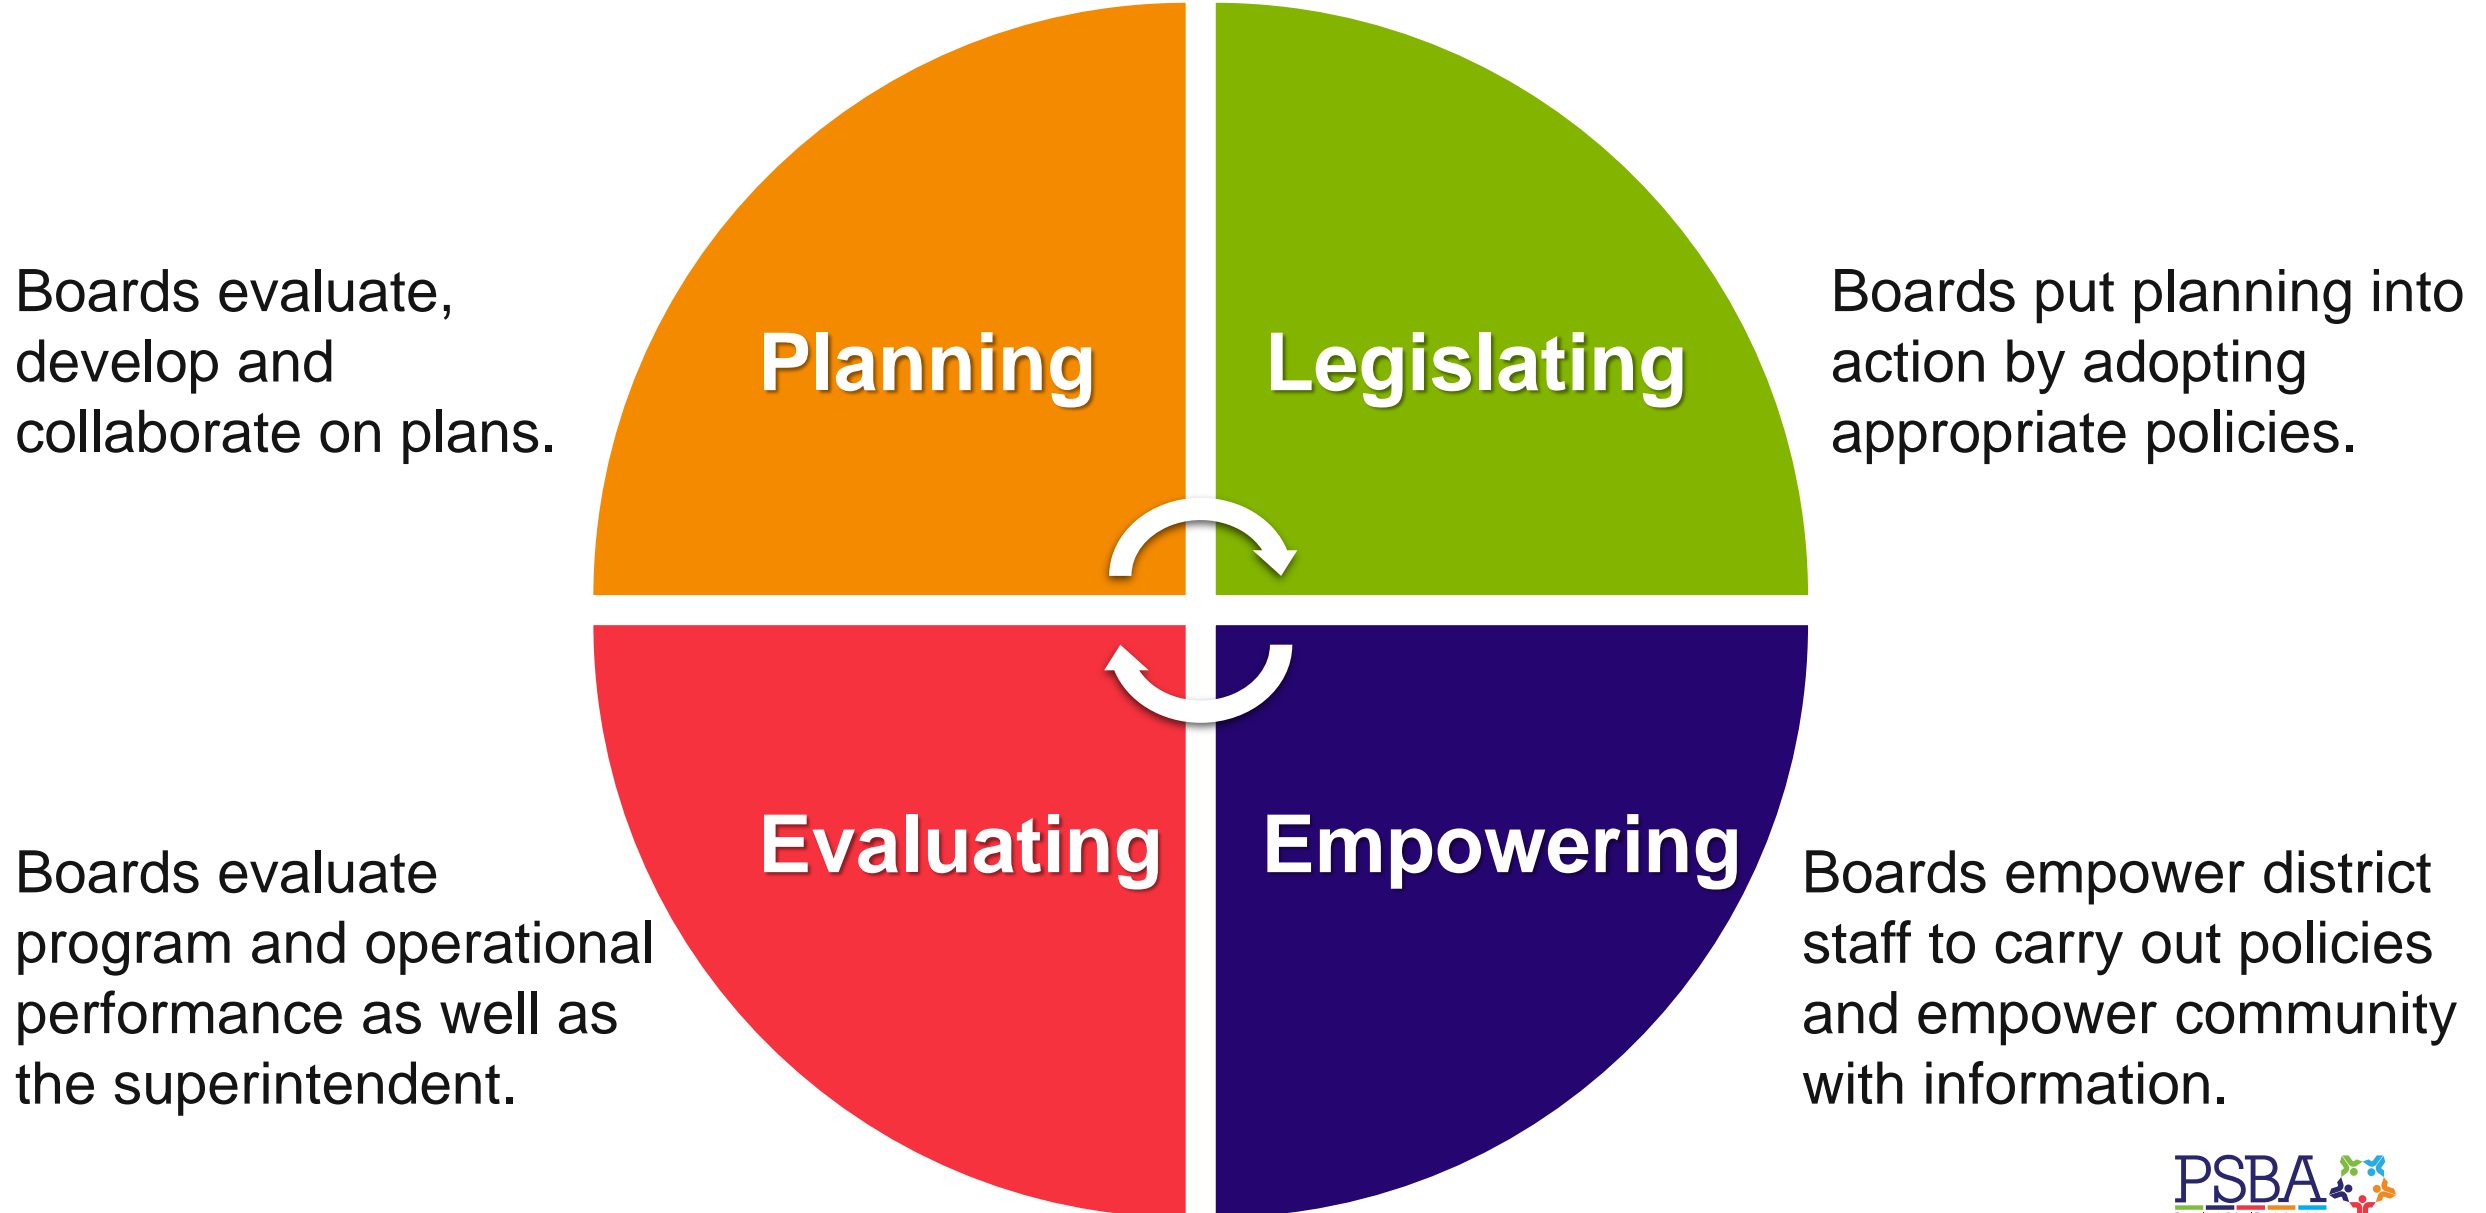 Boards evaluate,
develop and
collaborate on plans.
Planning
Legislating
Boards put planning into
action by adopting
appropriate policies.
Boards evaluate
program and operational
performance as well as
the superintendent.
Evaluating
Empowering
Boards empower district
staff to carry out policies
and empower community
with information.
PSBA